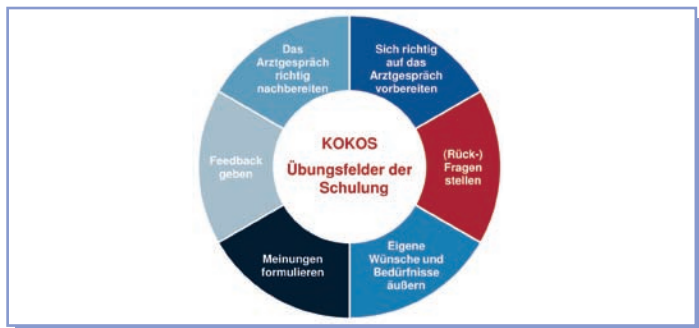 KOKOS
Übungsfelder der
Schulung
Sich richtig
auf das
Arztgespräch
vorbereiten
(Rück-)
Fragen
stellen
Eigene
Wünsche und
Bedürfnisse
äußern
Meinungen
formulieren
Feedback
geben
Das
Arztgespräch
richtig
nachbereiten